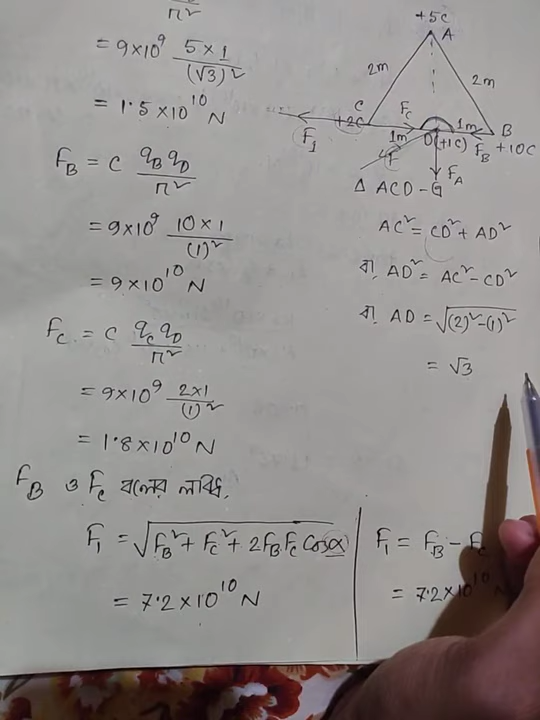 r²
= 9×10⁹ 5×1/(√3)²
= 1.5×10¹⁰ N
F_B = C q_B q_D/r²
= 9×10⁹ 10×1/(1)²
= 9×10¹⁰ N
F_C = C q_C q_D/r²
= 9×10⁹ 2×1/(1)²
= 1.8×10¹⁰ N
F_B ও F_C বলের লব্ধি,
F₁ = √(F_B² + F_C² + 2F_B F_C cosα)
= 7.2×10¹⁰ N
+5C
A
2m
2m
C
+2C
F_C
F₁
1m
D(+1C)
1m
B
F_B
+10C
F
F_A
Δ ACD-এ
AC² = CD² + AD²
বা, AD² = AC² - CD²
বা, AD = √(2)²-(1)²
= √3
F₁ = F_B - F_C
= 7.2×10¹⁰ N